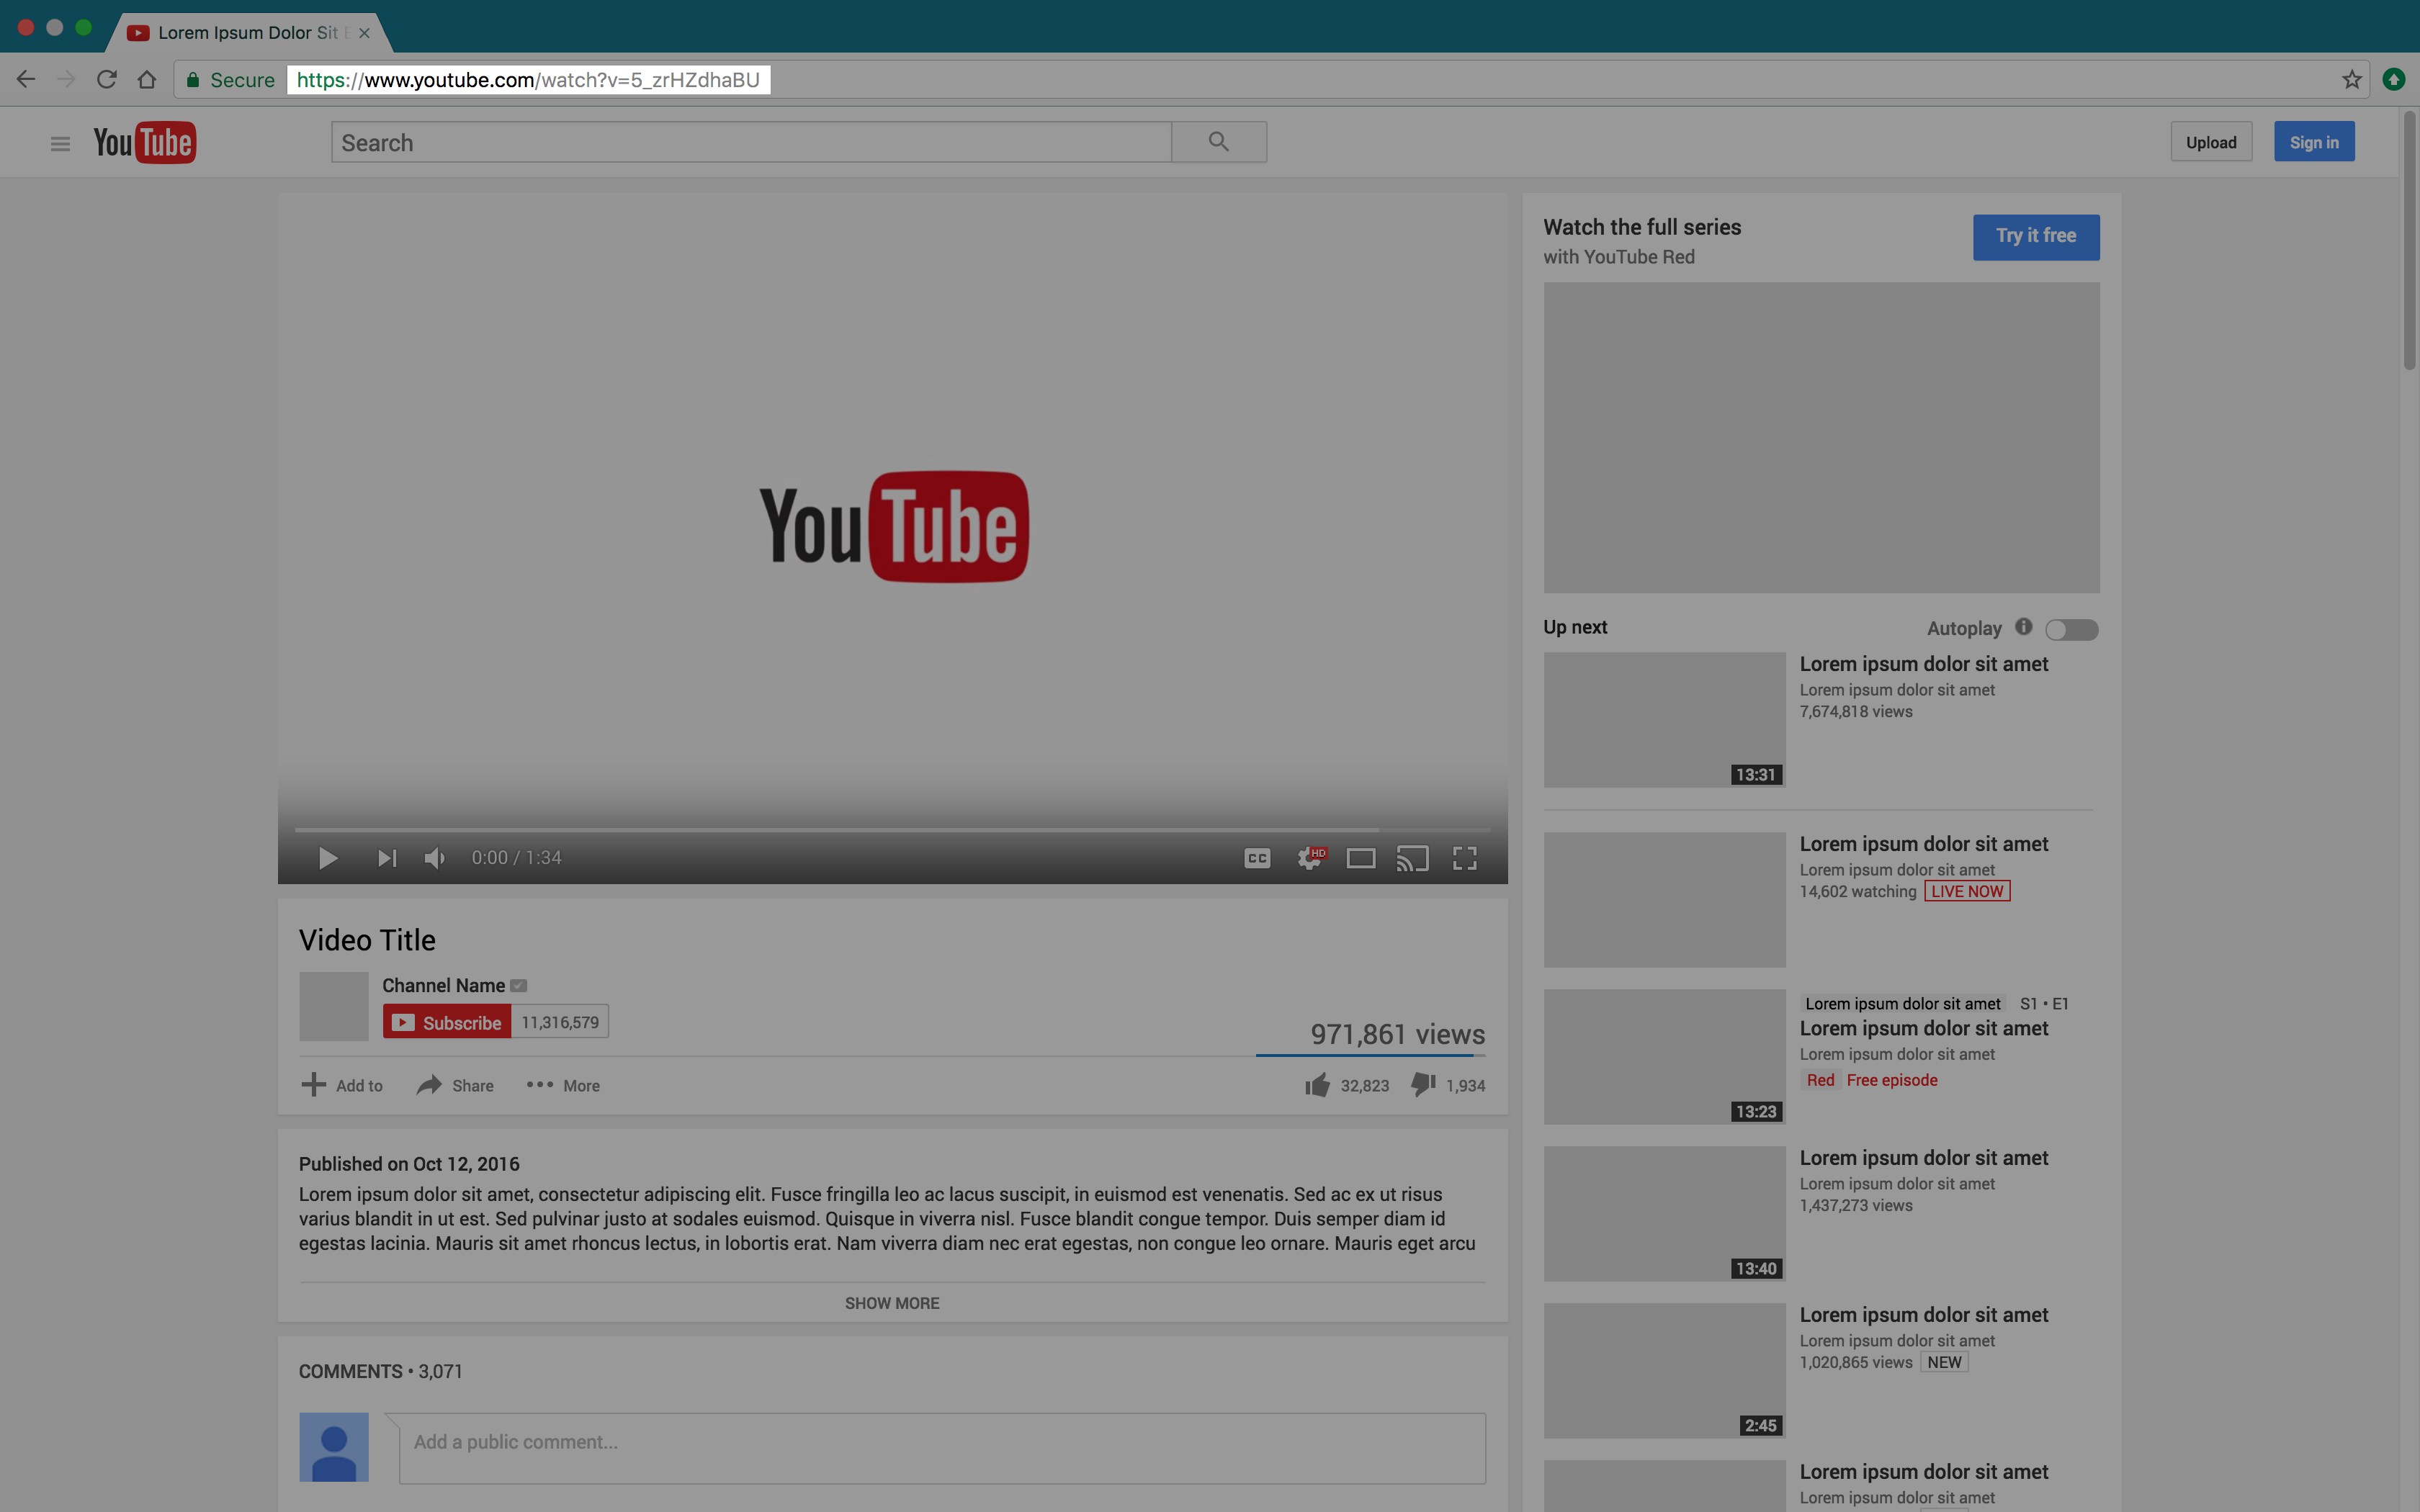 Lorem Ipsum Dolor Sit
Secure https://www.youtube.com/watch?v=5_zrHZdhaBU
YouTube
Search
Upload
Sign in
YouTube
0:00 / 1:34
CC
HD
Video Title
Channel Name
Subscribe 11,316,579
971,861 views
Add to
Share
More
32,823
1,934
Published on Oct 12, 2016
Lorem ipsum dolor sit amet, consectetur adipiscing elit. Fusce fringilla leo ac lacus suscipit, in euismod est venenatis. Sed ac ex ut risus
varius blandit in ut est. Sed pulvinar justo at sodales euismod. Quisque in viverra nisl. Fusce blandit congue tempor. Duis semper diam id
egestas lacinia. Mauris sit amet rhoncus lectus, in lobortis erat. Nam viverra diam nec erat egestas, non congue leo ornare. Mauris eget arcu
SHOW MORE
COMMENTS • 3,071
Add a public comment...
Watch the full series
with YouTube Red
Try it free
Up next
Autoplay
13:31
Lorem ipsum dolor sit amet
Lorem ipsum dolor sit amet
7,674,818 views
Lorem ipsum dolor sit amet
Lorem ipsum dolor sit amet
14,602 watching LIVE NOW
13:23
Lorem ipsum dolor sit amet S1 • E1
Lorem ipsum dolor sit amet
Lorem ipsum dolor sit amet
Red Free episode
13:40
Lorem ipsum dolor sit amet
Lorem ipsum dolor sit amet
1,437,273 views
2:45
Lorem ipsum dolor sit amet
Lorem ipsum dolor sit amet
1,020,865 views NEW
Lorem ipsum dolor sit amet
Lorem ipsum dolor sit amet